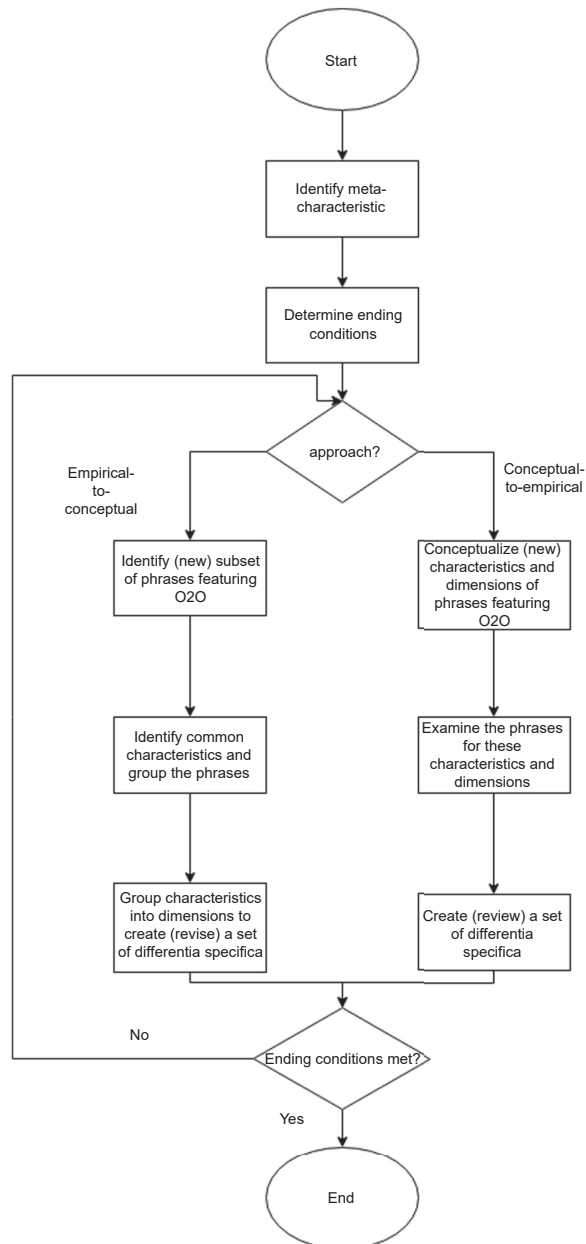 Start
Identify meta-
characteristic
Determine ending
conditions
approach?
Empirical-
to-
conceptual
Conceptual-
to-empirical
Identify (new) subset
of phrases featuring
O2O
Conceptualize (new)
characteristics and
dimensions of
phrases featuring
O2O
Identify common
characteristics and
group the phrases
Examine the phrases
for these
characteristics and
dimensions
Group characteristics
into dimensions to
create (revise) a set
of differentia specifica
Create (review) a set
of differentia
specifica
No
Ending conditions met?
Yes
End